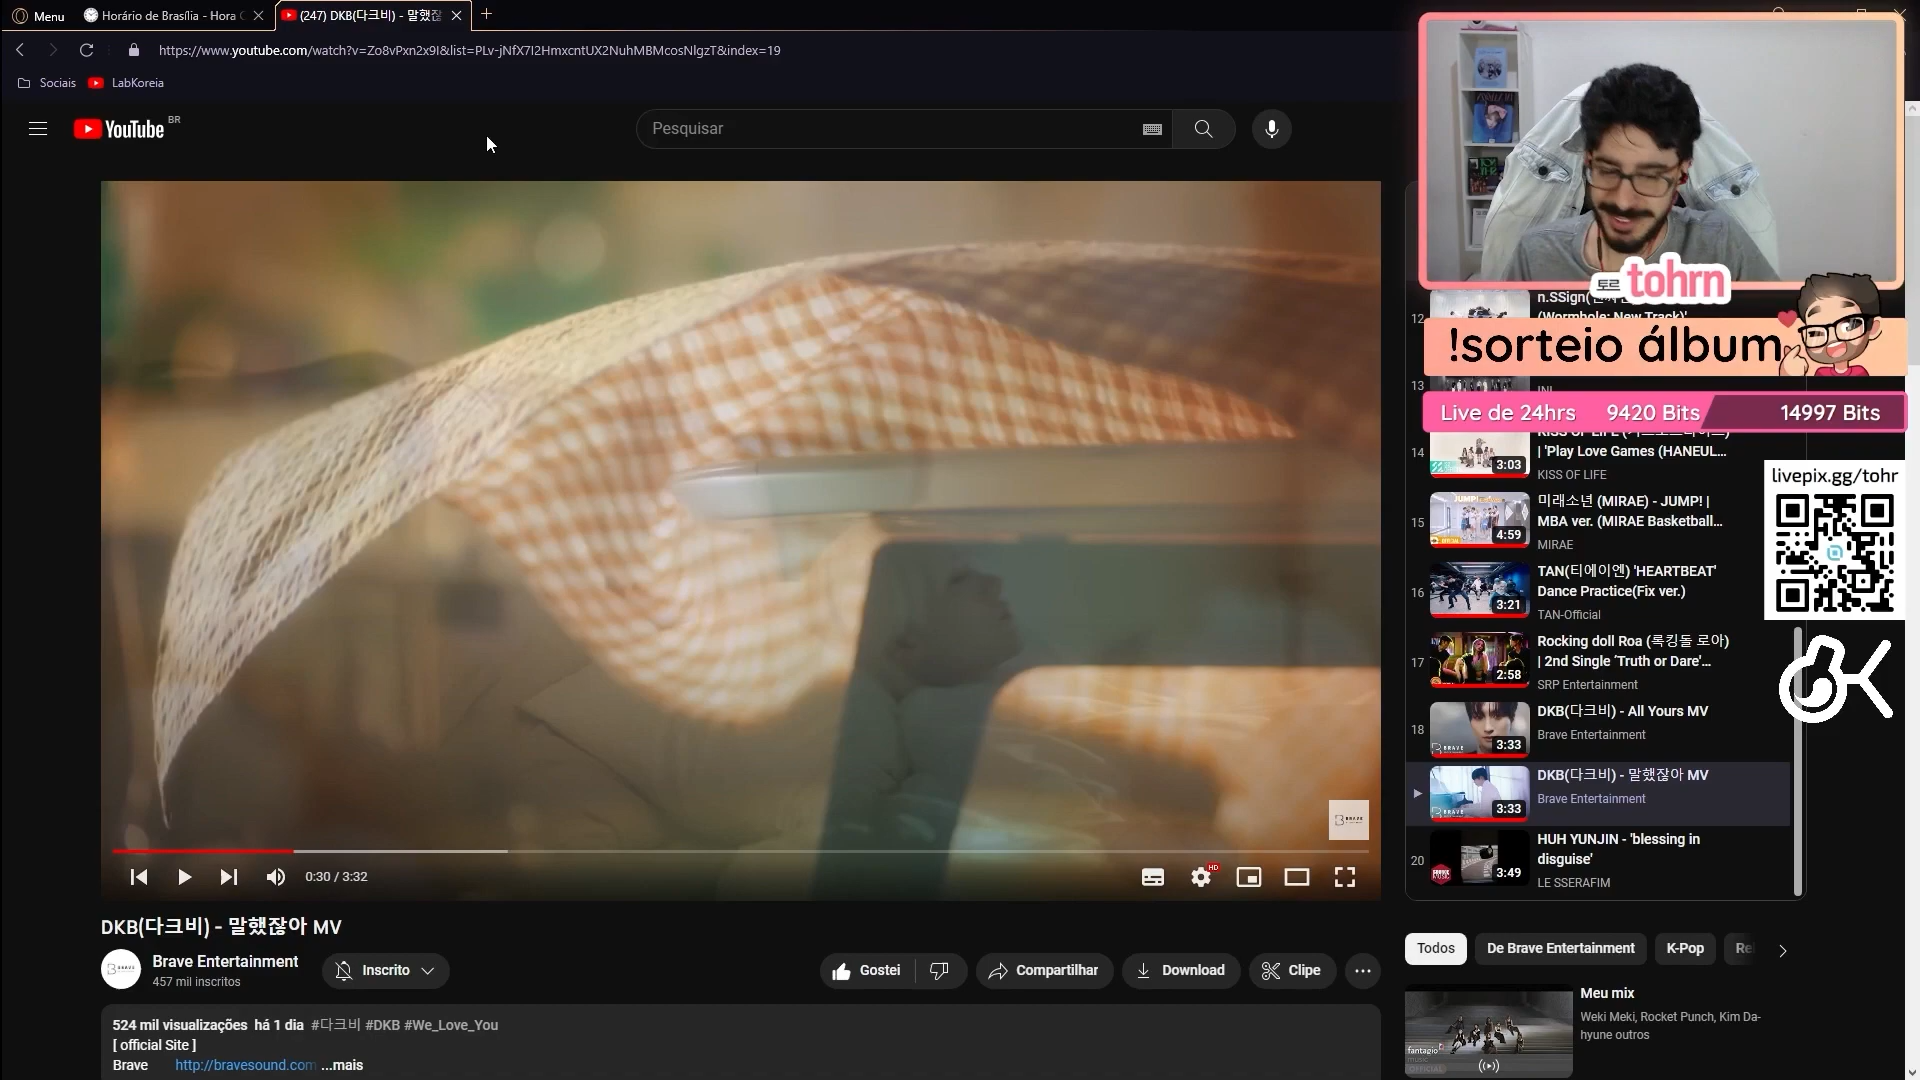 Menu
Horário de Brasília - Hora
(247) DKB(다크비) - 말했잖
https://www.youtube.com/watch?v=Zo8vPxn2x9I&list=PLv-jNfX7I2HmxcntUX2NuhMBMcosNlgzT&index=19
Sociais
LabKoreia
YouTube BR
Pesquisar
토르 tohrn
!sorteio álbum
Live de 24hrs 9420 Bits 14997 Bits
livepix.gg/tohr
12
n.SSign(
(Wormhole: New Track)'
13
INI
14
3:03
| 'Play Love Games (HANEUL...
KISS OF LIFE
15
4:59
미래소년 (MIRAE) - JUMP! |
MBA ver. (MIRAE Basketball...
MIRAE
16
3:21
TAN(티에이엔) 'HEARTBEAT'
Dance Practice(Fix ver.)
TAN-Official
17
2:58
Rocking doll Roa (록킹돌 로아)
| 2nd Single 'Truth or Dare'...
SRP Entertainment
18
3:33
DKB(다크비) - All Yours MV
Brave Entertainment
3:33
DKB(다크비) - 말했잖아 MV
Brave Entertainment
20
3:49
HUH YUNJIN - 'blessing in
disguise'
LE SSERAFIM
BRAVE
HD
0:30 / 3:32
DKB(다크비) - 말했잖아 MV
Brave Entertainment
457 mil inscritos
Inscrito
Gostei
Compartilhar
Download
Clipe
524 mil visualizações há 1 dia #다크비 #DKB #We_Love_You
[ official Site ]
Brave http://bravesound.com ...mais
Todos
De Brave Entertainment
K-Pop
Re
Meu mix
Weki Meki, Rocket Punch, Kim Da-
hyune outros
fantagio